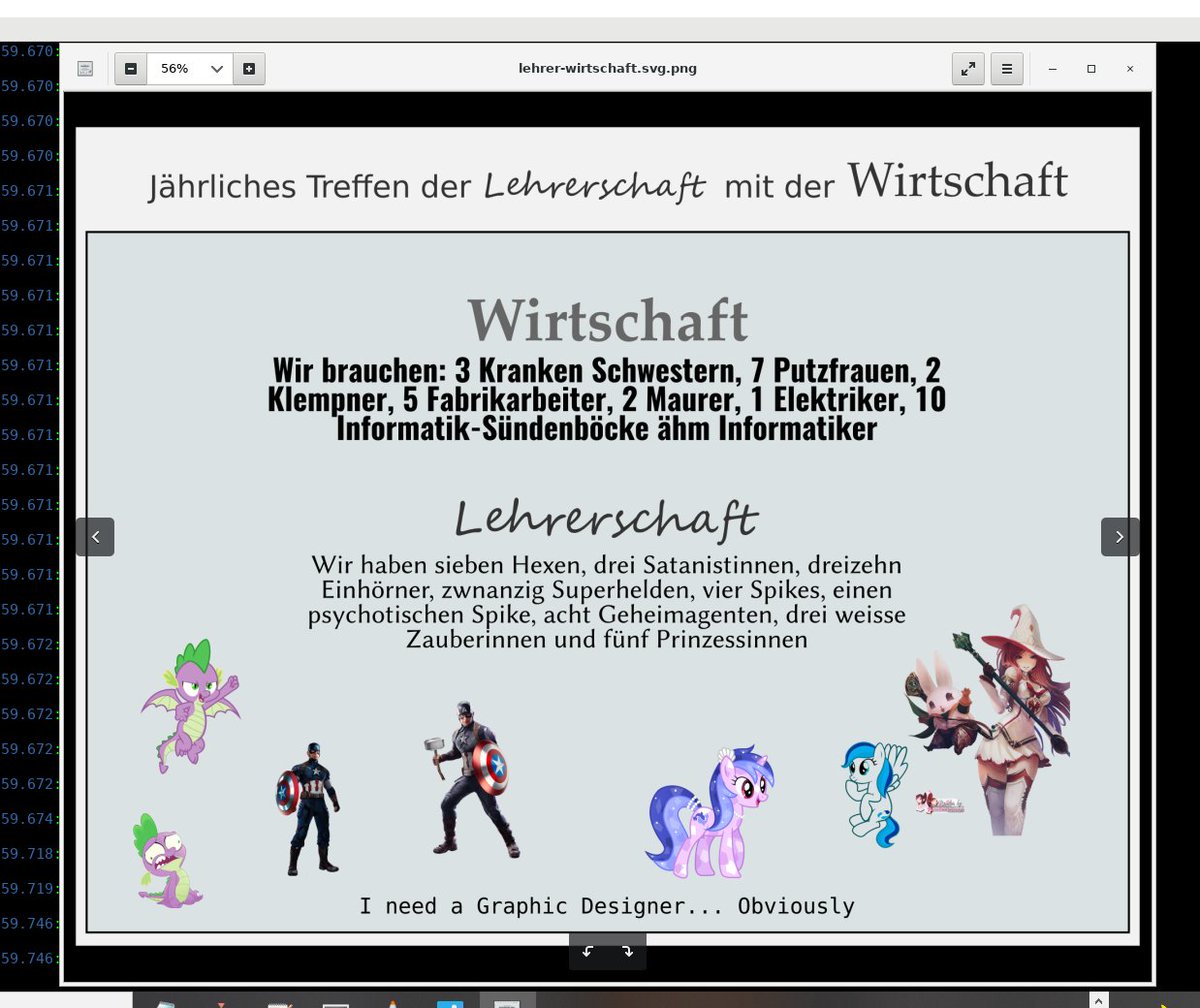 59.670:
59.670:
59.670:
59.670:
59.671:
59.671:
59.671:
59.671:
59.671:
59.671:
59.671:
59.671:
59.671:
59.671:
59.671:
59.671:
59.671:
59.672:
59.672:
59.672:
59.672:
59.672:
59.674:
59.718:
59.719:
59.746:
59.746:
56%
lehrer-wirtschaft.svg.png
Jährliches Treffen der Lehrerschaft mit der Wirtschaft
Wirtschaft
Wir brauchen: 3 Kranken Schwestern, 7 Putzfrauen, 2
Klempner, 5 Fabrikarbeiter, 2 Maurer, 1 Elektriker, 10
Informatik-Sündenböcke ähm Informatiker
Lehrerschaft
Wir haben sieben Hexen, drei Satanistinnen, dreizehn
Einhörner, zwnanzig Superhelden, vier Spikes, einen
psychotischen Spike, acht Geheimagenten, drei weisse
Zauberinnen und fünf Prinzessinnen
I need a Graphic Designer... Obviously